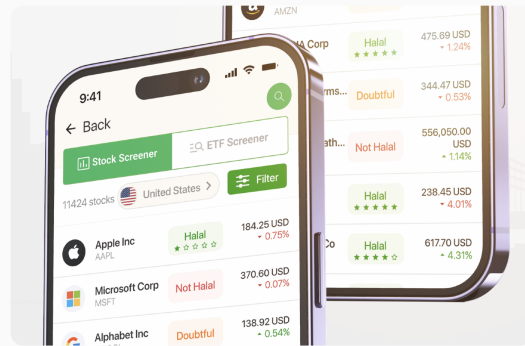 9:41
Back
Stock Screener
ETF Screener
11424 stocks
United States
Filter
Apple Inc
AAPL
Halal
184.25 USD
0.75%
Microsoft Corp
MSFT
Not Halal
370.60 USD
0.07%
Alphabet Inc
Doubtful
138.92 USD
0.54%
AMZN
Corp
Halal
475.69 USD
1.24%
Doubtful
344.47 USD
0.53%
Not Halal
556,050.00
USD
1.14%
Halal
238.45 USD
4.01%
Co
Halal
617.70 USD
4.31%